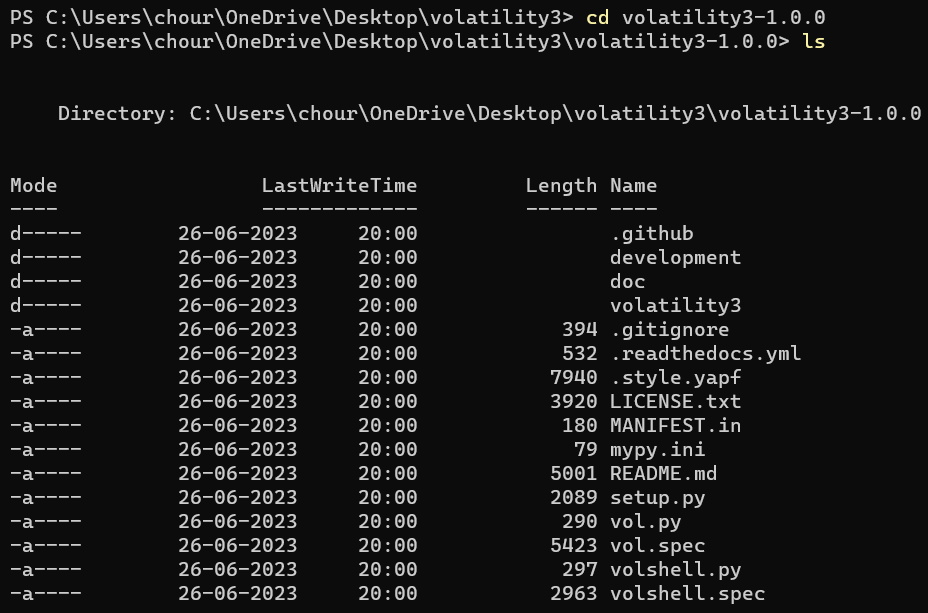 PS C:\Users\chour\OneDrive\Desktop\volatility3> cd volatility3-1.0.0
PS C:\Users\chour\OneDrive\Desktop\volatility3\volatility3-1.0.0> ls
Directory: C:\Users\chour\OneDrive\Desktop\volatility3\volatility3-1.0.0
Mode                 LastWriteTime         Length Name
----                 -------------         ------ ----
d-----        26-06-2023     20:00                .github
d-----        26-06-2023     20:00                development
d-----        26-06-2023     20:00                doc
d-----        26-06-2023     20:00                volatility3
-a----        26-06-2023     20:00            394 .gitignore
-a----        26-06-2023     20:00            532 .readthedocs.yml
-a----        26-06-2023     20:00           7940 .style.yapf
-a----        26-06-2023     20:00           3920 LICENSE.txt
-a----        26-06-2023     20:00            180 MANIFEST.in
-a----        26-06-2023     20:00             79 mypy.ini
-a----        26-06-2023     20:00           5001 README.md
-a----        26-06-2023     20:00           2089 setup.py
-a----        26-06-2023     20:00            290 vol.py
-a----        26-06-2023     20:00           5423 vol.spec
-a----        26-06-2023     20:00            297 volshell.py
-a----        26-06-2023     20:00           2963 volshell.spec